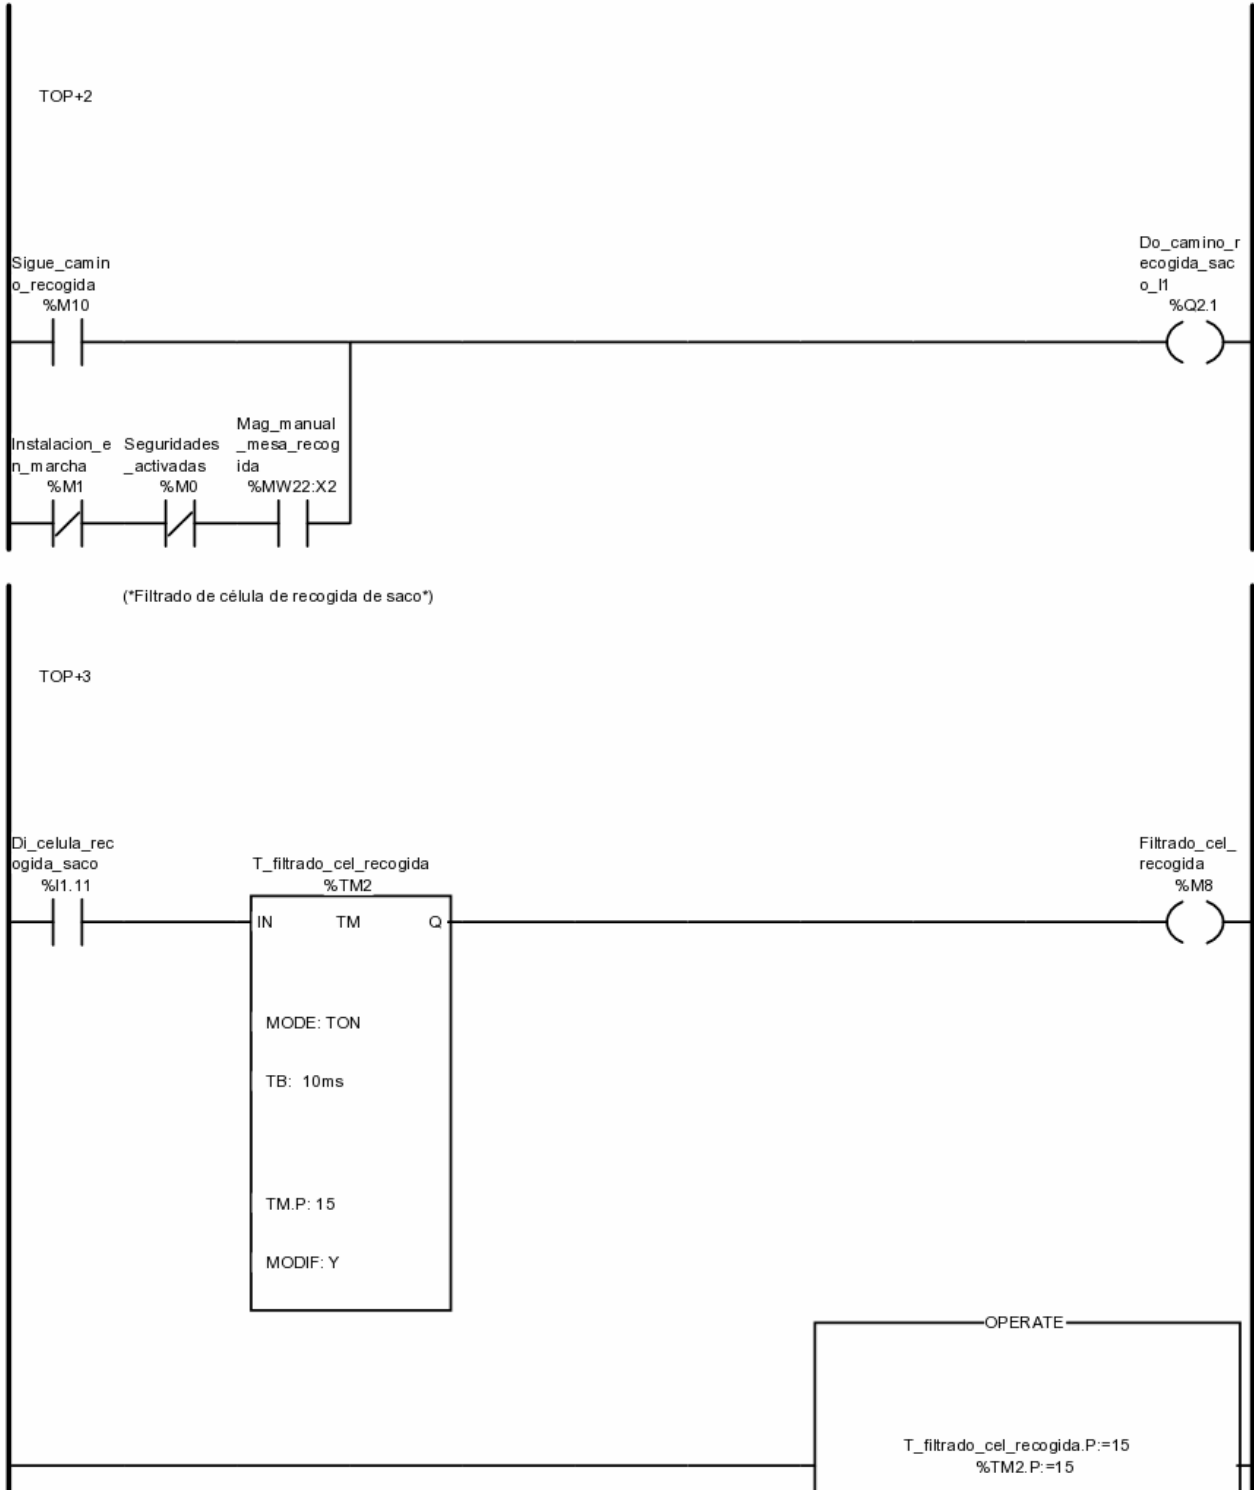 TOP+2
Do_camino_r
ecogida_sac
o_l1
%Q2.1
Sigue_camin
o_recogida
%M10
Instalacion_e
n_marcha
%M1
Seguridades
_activadas
%M0
Mag_manual
_mesa_recog
ida
%MW22:X2
(*Filtrado de célula de recogida de saco*)
TOP+3
Di_celula_rec
ogida_saco
%I1.11
T_filtrado_cel_recogida
%TM2
Filtrado_cel_
recogida
%M8
IN TM Q
MODE: TON
TB: 10ms
TM.P: 15
MODIF: Y
OPERATE
T_filtrado_cel_recogida.P:=15
%TM2.P:=15